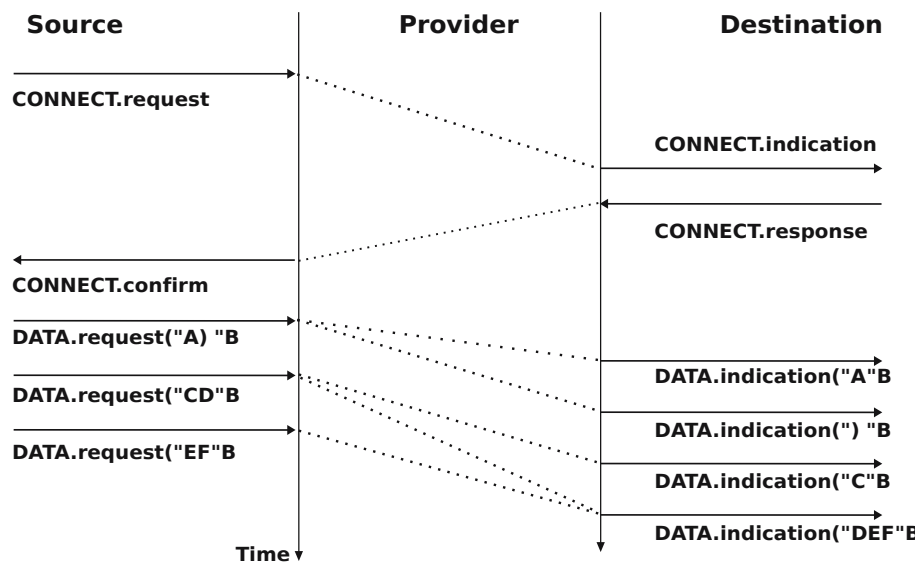 Source
Provider
Destination
CONNECT.request
CONNECT.indication
CONNECT.response
CONNECT.confirm
DATA.request("A) "B
DATA.indication("A"B
DATA.request("CD"B
DATA.indication(") "B
DATA.request("EF"B
DATA.indication("C"B
DATA.indication("DEF"B
Time